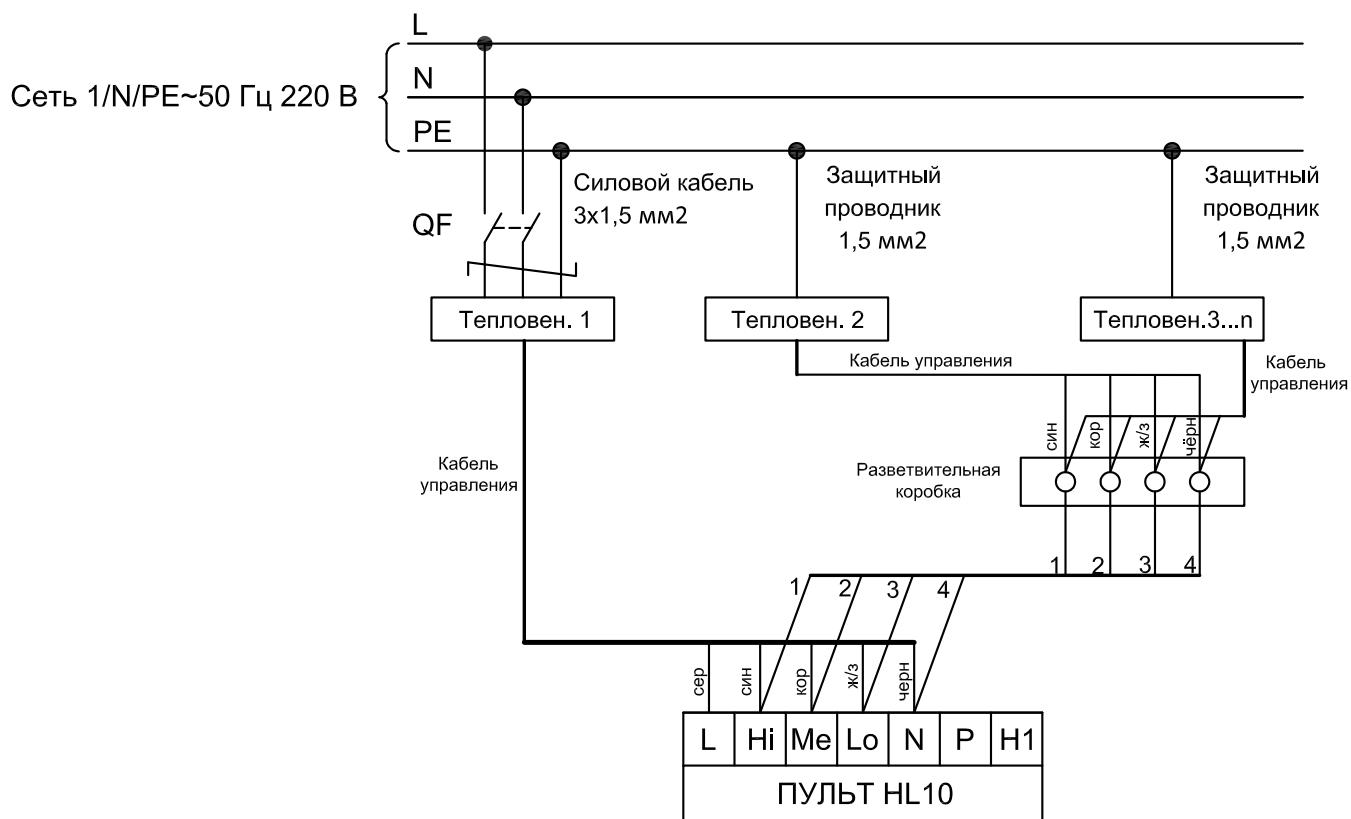 L
Сеть 1/N/PE~50 Гц 220 В
N
PE
Силовой кабель
3x1,5 мм2
Защитный
проводник
1,5 мм2
Защитный
проводник
1,5 мм2
QF
Тепловен. 1
Тепловен. 2
Тепловен.3...n
Кабель управления
Кабель
управления
син
кор
ж/з
чёрн
Кабель
управления
Разветвительная
коробка
1
2
3
4
1
2
3
4
сер
син
кор
ж/з
черн
L
Hi
Me
Lo
N
P
H1
ПУЛЬТ HL10